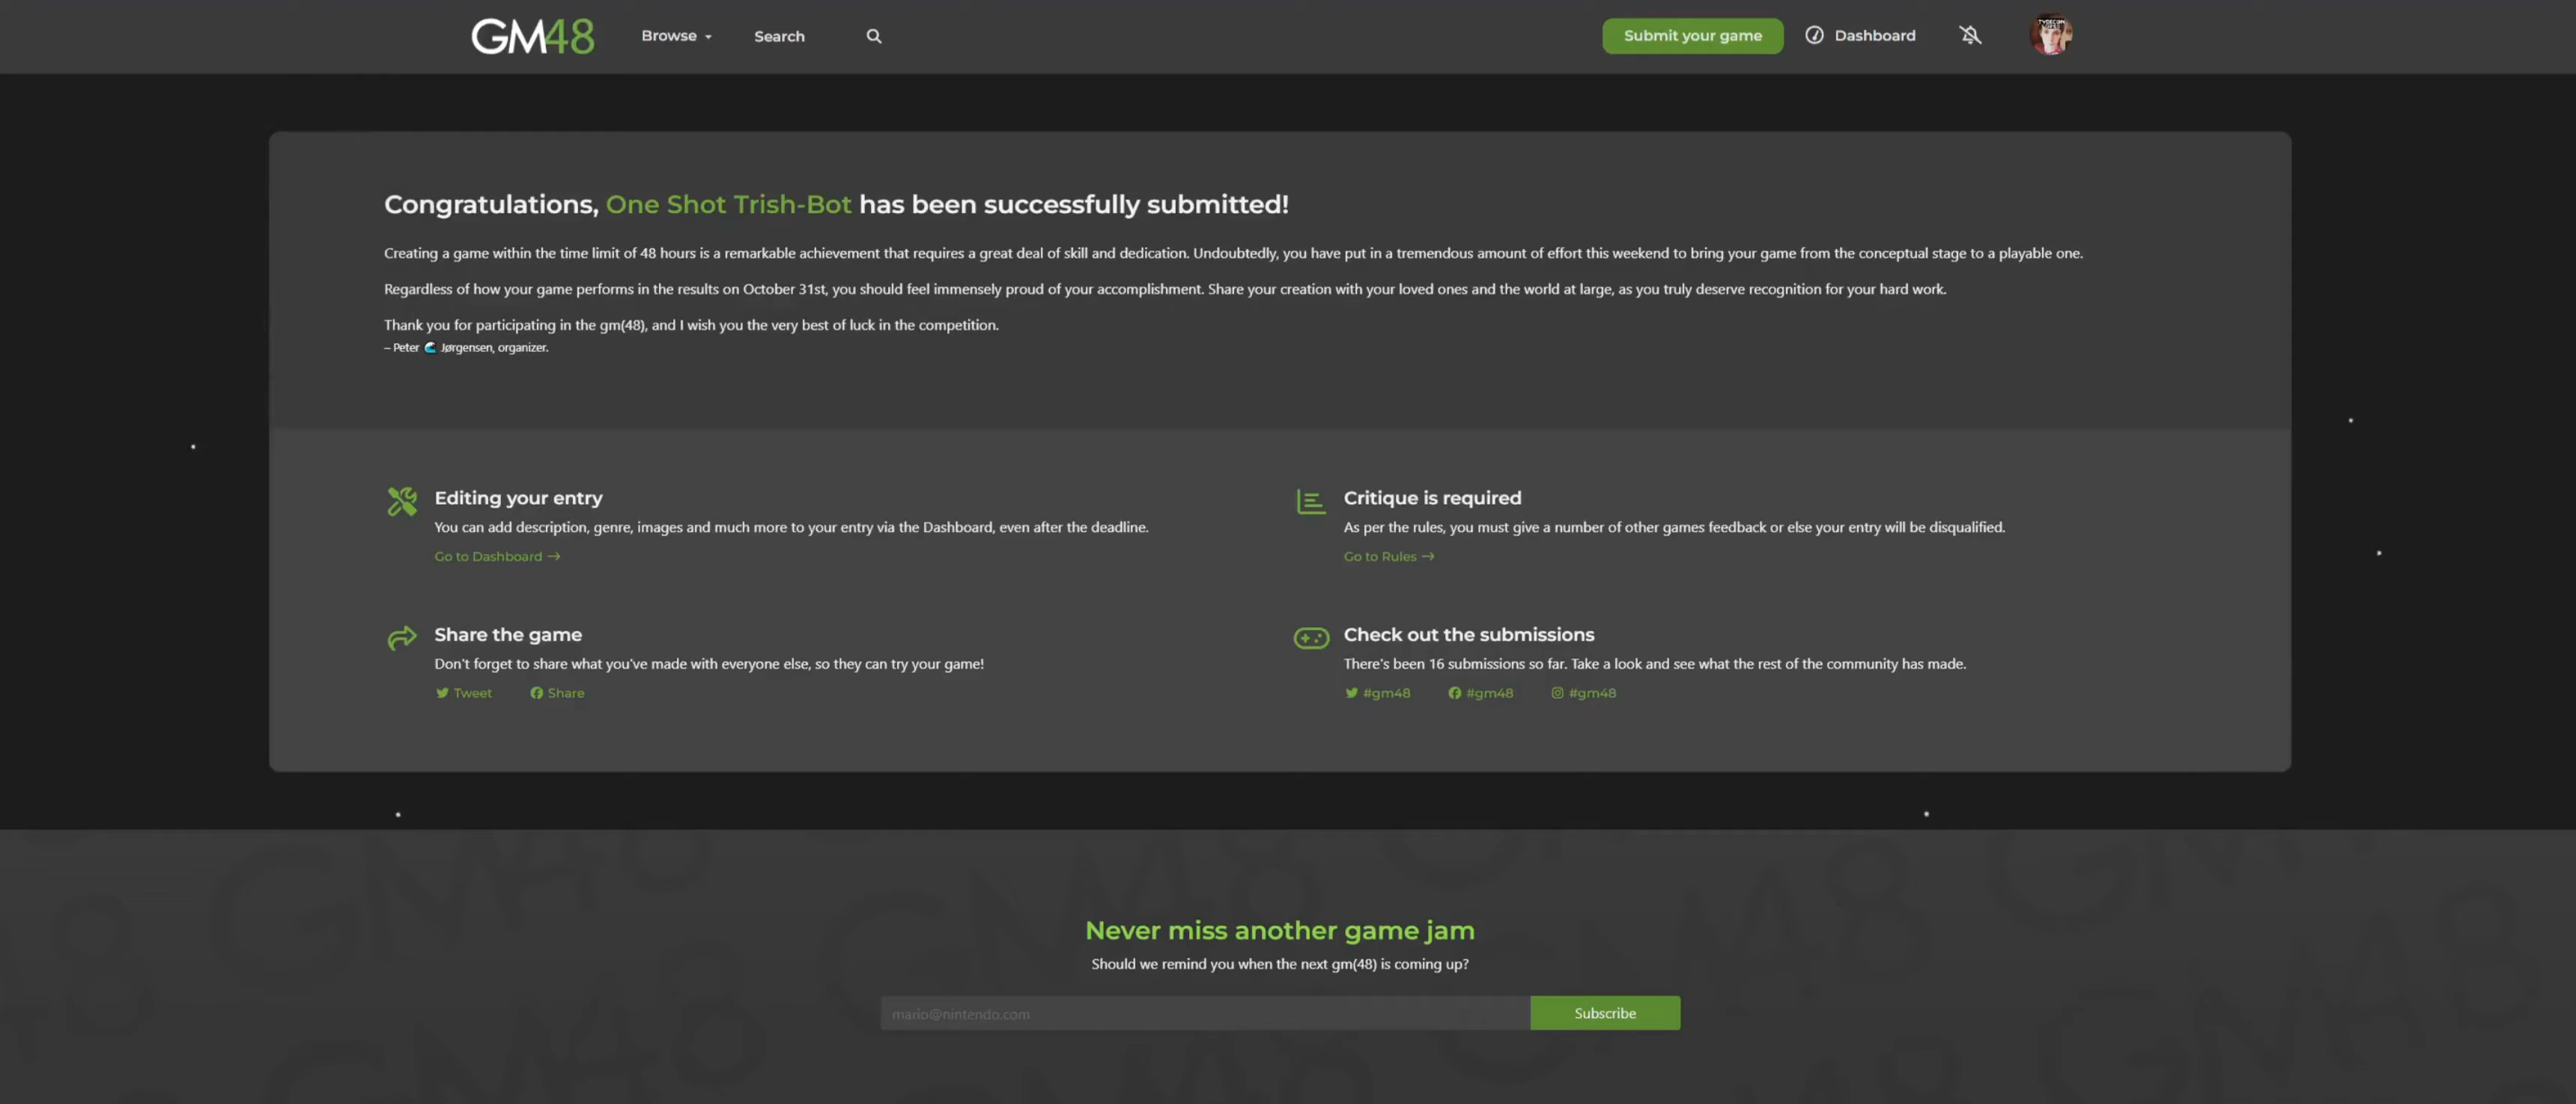 GM48
Browse
Search
Submit your game
Dashboard
Congratulations, One Shot Trish-Bot has been successfully submitted!
Creating a game within the time limit of 48 hours is a remarkable achievement that requires a great deal of skill and dedication. Undoubtedly, you have put in a tremendous amount of effort this weekend to bring your game from the conceptual stage to a playable one.
Regardless of how your game performs in the results on October 31st, you should feel immensely proud of your accomplishment. Share your creation with your loved ones and the world at large, as you truly deserve recognition for your hard work.
Thank you for participating in the gm(48), and I wish you the very best of luck in the competition.
– Peter 🌊 Jørgensen, organizer.
Editing your entry
You can add description, genre, images and much more to your entry via the Dashboard, even after the deadline.
Go to Dashboard →
Critique is required
As per the rules, you must give a number of other games feedback or else your entry will be disqualified.
Go to Rules →
Share the game
Don't forget to share what you've made with everyone else, so they can try your game!
Tweet
Share
Check out the submissions
There's been 16 submissions so far. Take a look and see what the rest of the community has made.
#gm48
#gm48
#gm48
Never miss another game jam
Should we remind you when the next gm(48) is coming up?
mario@nintendo.com
Subscribe